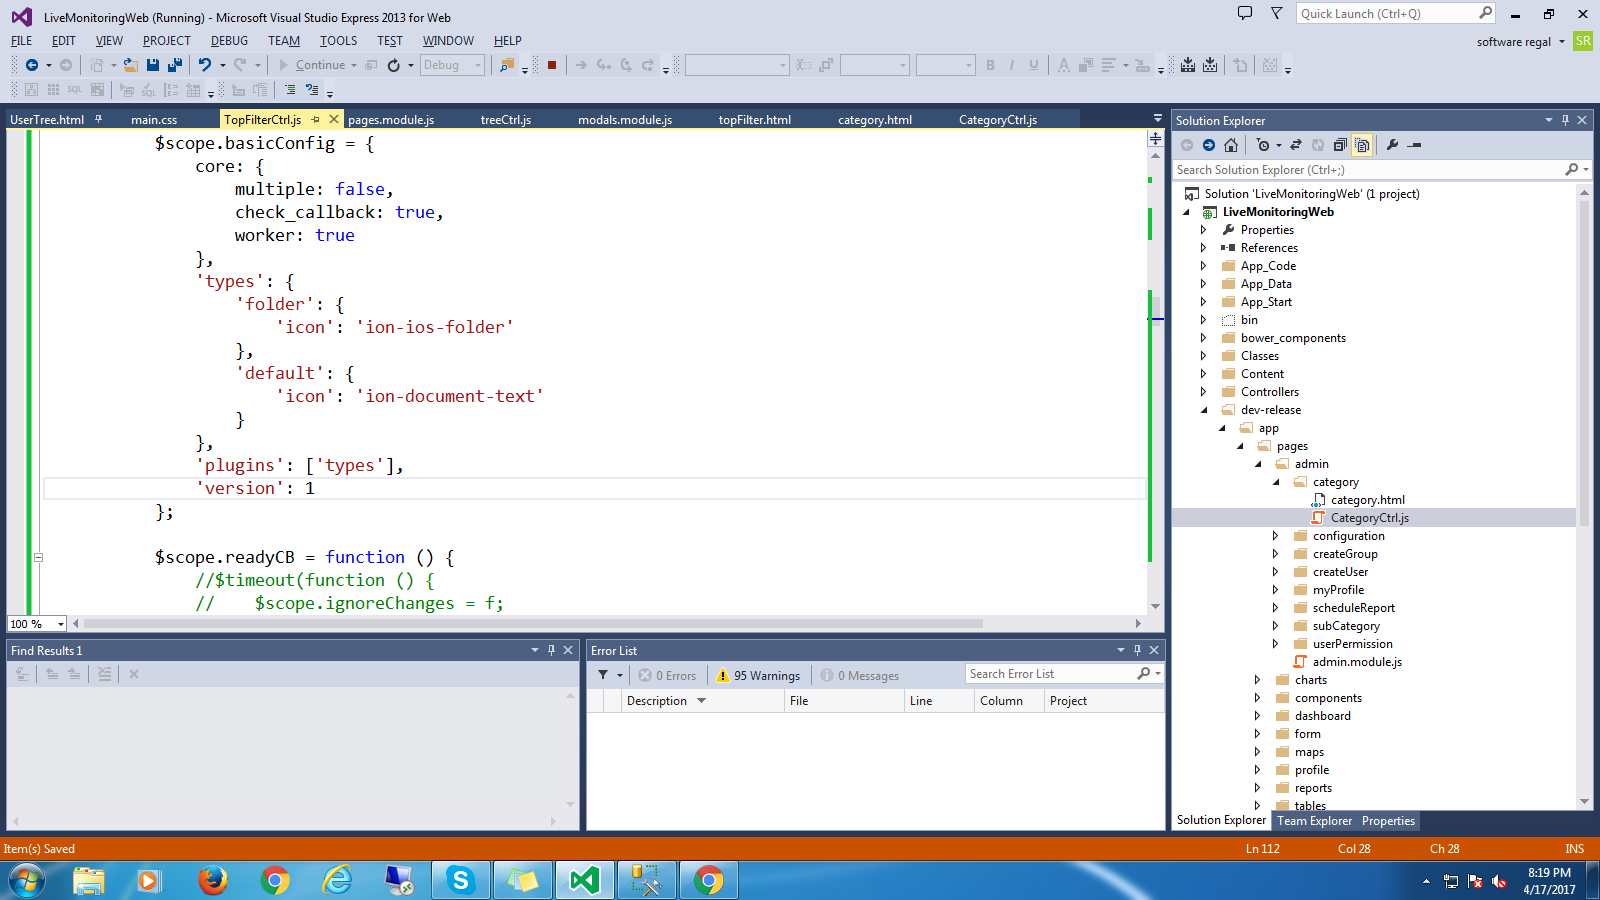 LiveMonitoringWeb (Running) - Microsoft Visual Studio Express 2013 for Web
Quick Launch (Ctrl+Q)
FILE EDIT VIEW PROJECT DEBUG TEAM TOOLS TEST WINDOW HELP
software regal SR
Continue Debug
SQL SQL
UserTree.html main.css TopFilterCtrl.js pages.module.js treeCtrl.js modals.module.js topFilter.html category.html CategoryCtrl.js
$scope.basicConfig = {
core: {
multiple: false,
check_callback: true,
worker: true
},
'types': {
'folder': {
'icon': 'ion-ios-folder'
},
'default': {
'icon': 'ion-document-text'
}
},
'plugins': ['types'],
'version': 1
};
$scope.readyCB = function () {
//$timeout(function () {
// $scope.ignoreChanges = f;
100 %
Find Results 1
Error List
0 Errors 95 Warnings 0 Messages Search Error List
Description File Line Column Project
Solution Explorer
Search Solution Explorer (Ctrl+;)
Solution 'LiveMonitoringWeb' (1 project)
LiveMonitoringWeb
Properties
References
App_Code
App_Data
App_Start
bin
bower_components
Classes
Content
Controllers
dev-release
app
pages
admin
category
category.html
CategoryCtrl.js
configuration
createGroup
createUser
myProfile
scheduleReport
subCategory
userPermission
admin.module.js
charts
components
dashboard
form
maps
profile
reports
tables
Solution Explorer Team Explorer Properties
Item(s) Saved Ln 112 Col 28 Ch 28 INS
8:19 PM
4/17/2017